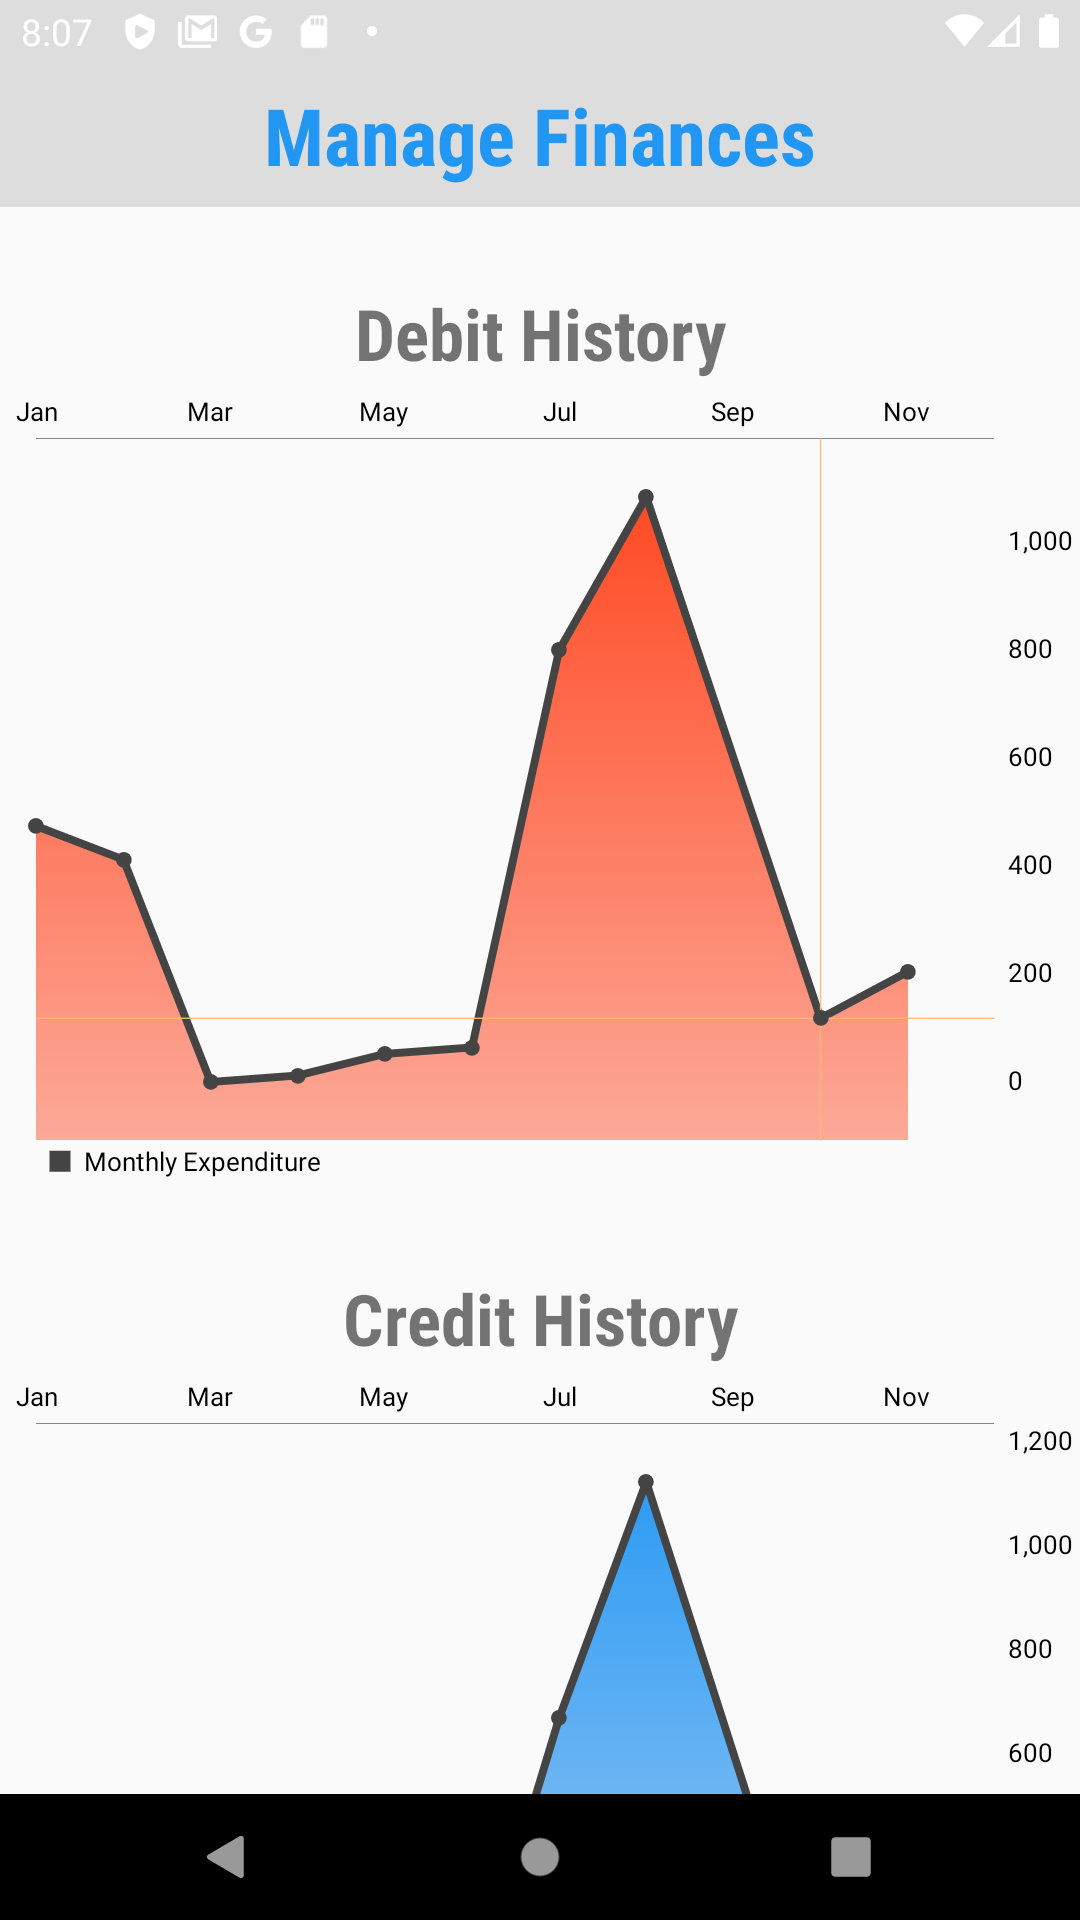 8:07
Manage Finances
Debit History
Jan Mar May Jul Sep Nov
1,000
800
600
400
200
0
Monthly Expenditure
Credit History
Jan Mar May Jul Sep Nov
1,200
1,000
800
600